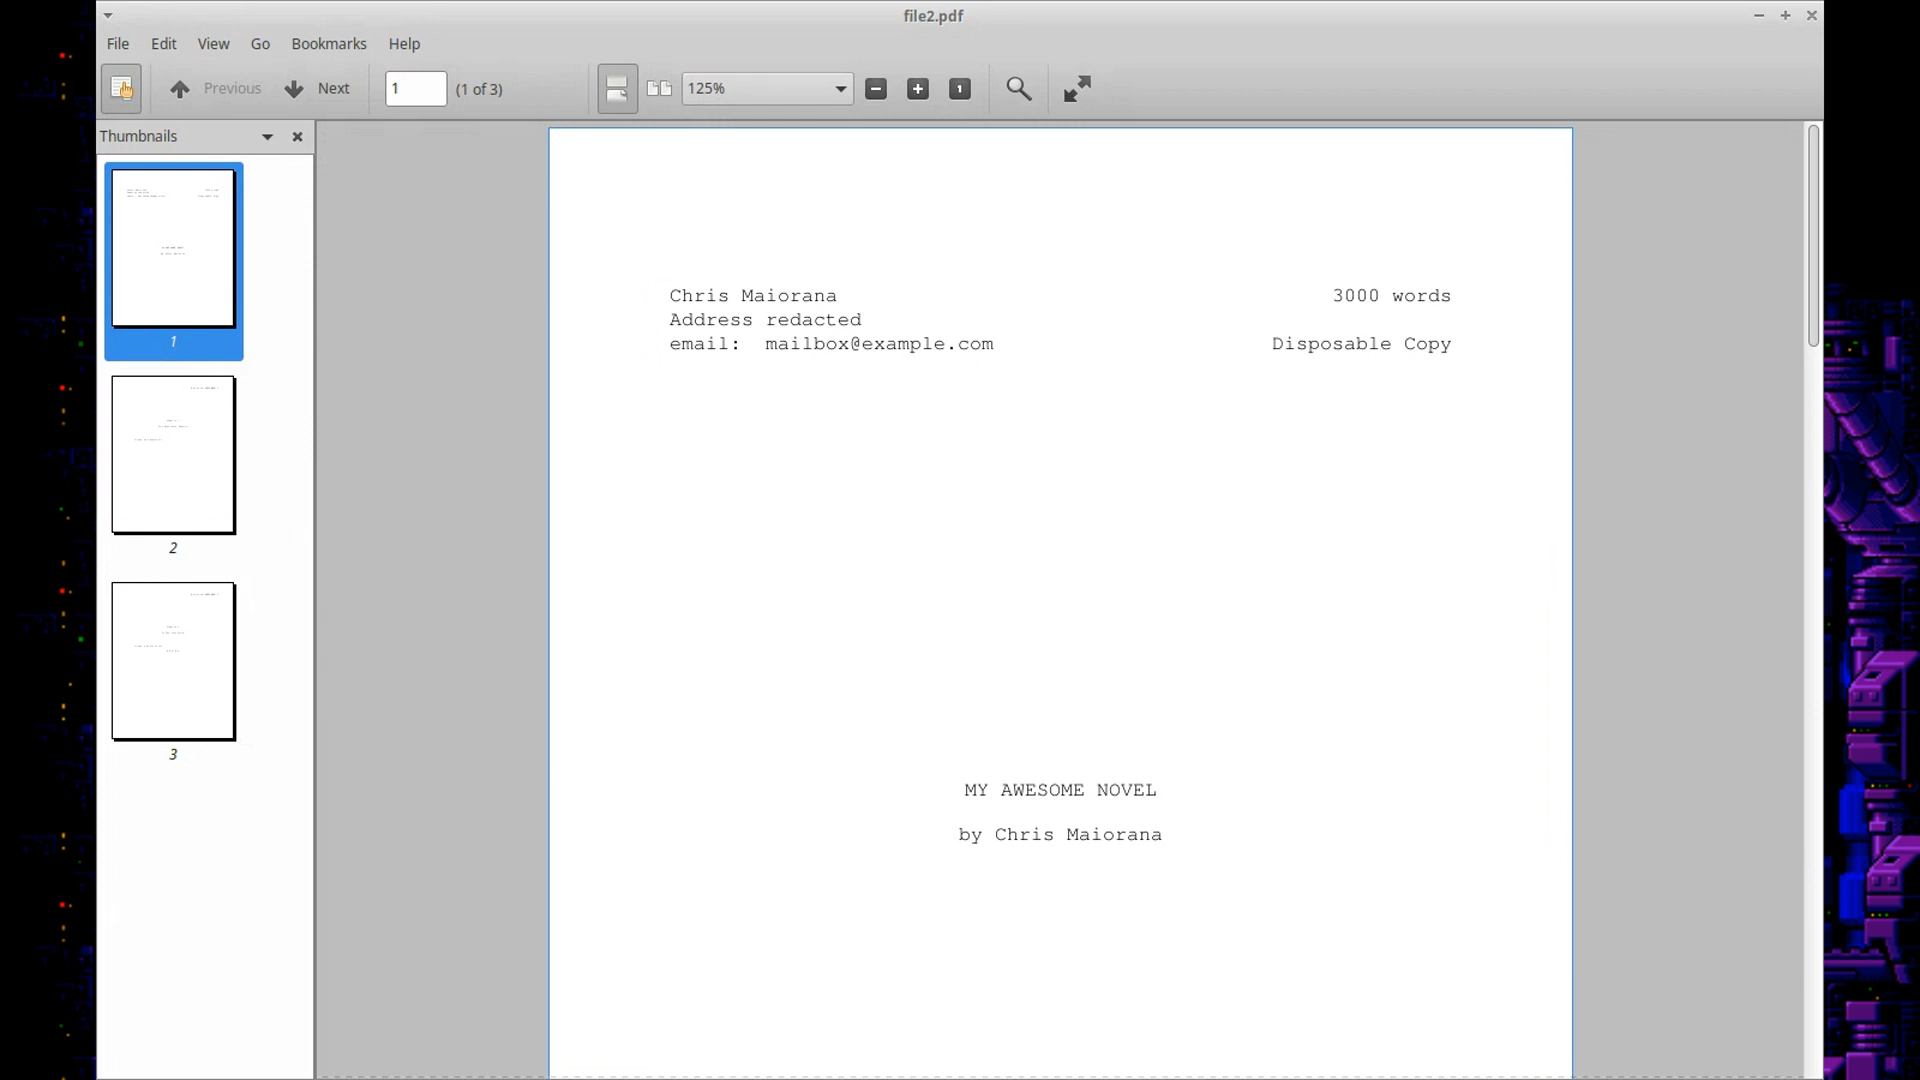 file2.pdf
File Edit View Go Bookmarks Help
Previous Next 1 (1 of 3) 125% 1
Thumbnails
1
2
3
Chris Maiorana 3000 words
Address redacted
email: mailbox@example.com Disposable Copy
MY AWESOME NOVEL
by Chris Maiorana